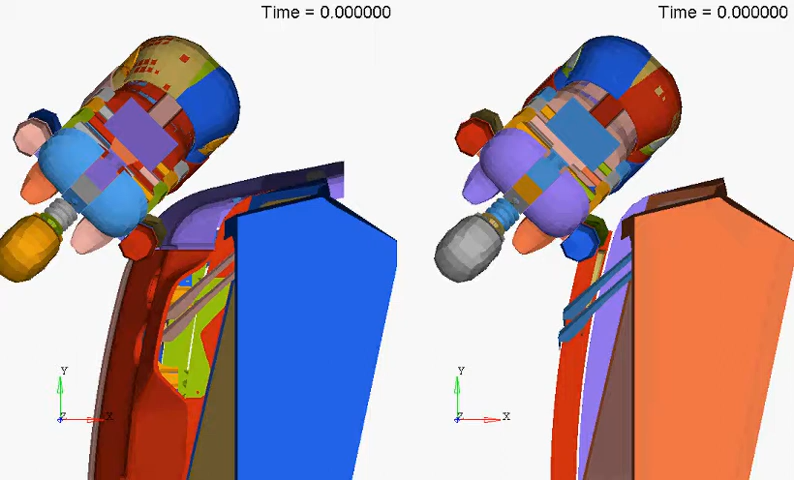 Time = 0.000000
Time = 0.000000
Y
Z
X
Y
Z
X